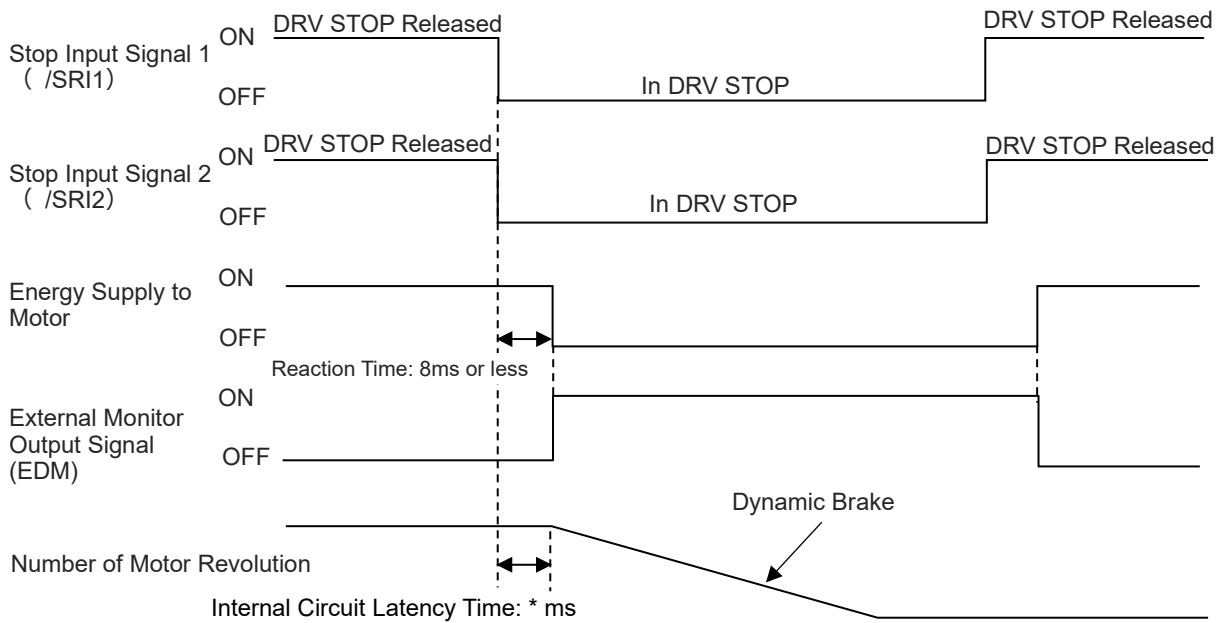 DRV STOP Released
DRV STOP Released
Stop Input Signal 1
（ /SRI1）
ON
OFF
In DRV STOP
DRV STOP Released
DRV STOP Released
Stop Input Signal 2
（ /SRI2）
ON
OFF
In DRV STOP
Energy Supply to
Motor
ON
OFF
Reaction Time: 8ms or less
External Monitor
Output Signal
(EDM)
ON
OFF
Dynamic Brake
Number of Motor Revolution
Internal Circuit Latency Time: * ms